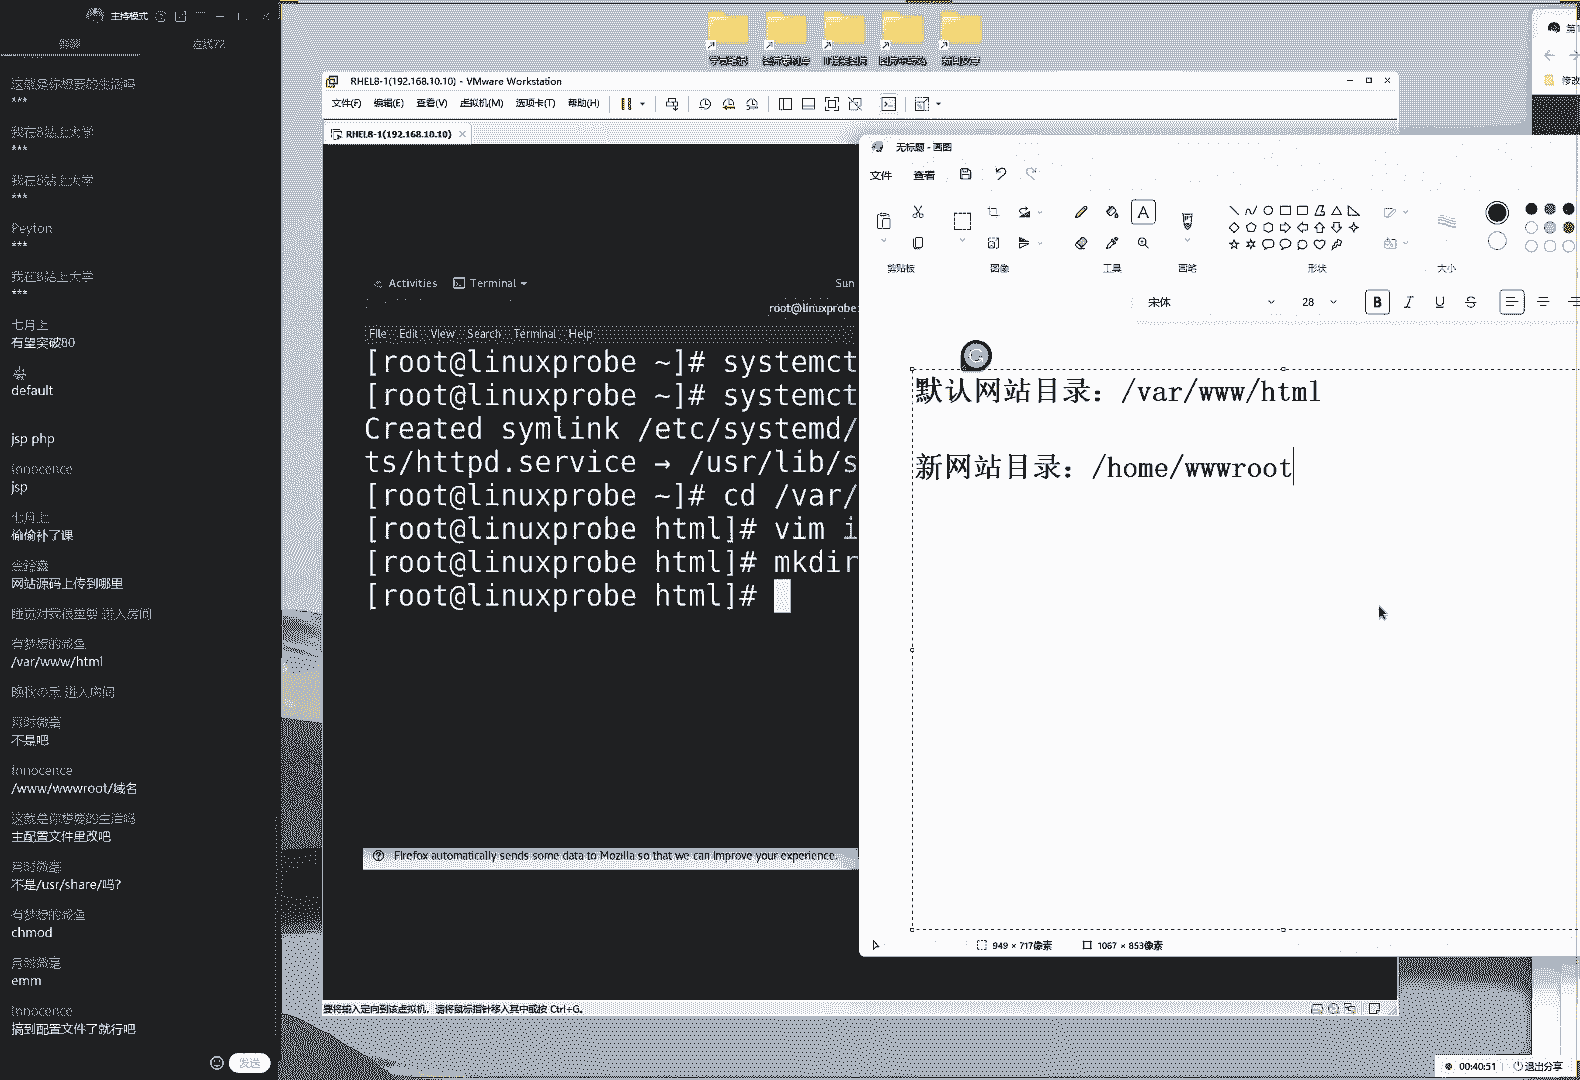 主持模式
在线72
这就是你想要的生活吗
***
我在B站上大学
***
我在B站上大学
***
Peyton
***
我在B站上大学
***
七月上
有望突破80
default
jsp php
Innocence
jsp
七月上
偷偷补了课
网站源码上传到哪里
进入房间
有梦想的咸鱼
/var/www/html
进入房间
不是吧
Innocence
/www/wwwroot/域名
这就是你想要的生活吗
主配置文件里改吧
不是/usr/share/吗?
有梦想的咸鱼
chmod
emm
Innocence
搞到配置文件了就行吧
发送
RHEL8-1(192.168.10.10) - VMware Workstation
文件(F) 编辑(E) 查看(V) 虚拟机(M) 选项卡(T) 帮助(H)
RHEL8-1(192.168.10.10)
Activities Terminal Sun
root@linuxprobe:
File Edit View Search Terminal Help
[root@linuxprobe ~]# systemct
[root@linuxprobe ~]# systemct
Created symlink /etc/systemd/
ts/httpd.service → /usr/lib/s
[root@linuxprobe ~]# cd /var/
[root@linuxprobe html]# vim i
[root@linuxprobe html]# mkdir
[root@linuxprobe html]#
Firefox automatically sends some data to Mozilla so that we can improve your experience.
要将输入定向到该虚拟机，请将鼠标指针移入其中或按 Ctrl+G。
无标题 - 画图
文件 查看
剪贴板 图像 工具 画笔 形状 大小
宋体 28 B I U S
默认网站目录：/var/www/html
新网站目录：/home/wwwroot
949 × 717像素 1067 × 853像素
修改
00:40:51 退出分享